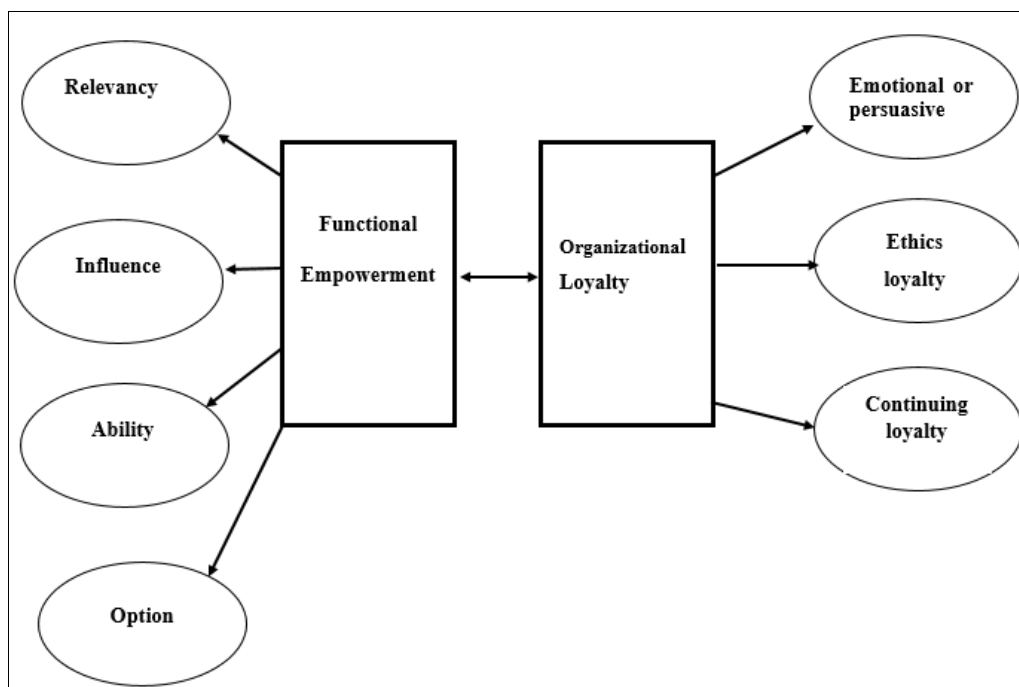 Relevancy
Influence
Ability
Option
Functional
Empowerment
Organizational
Loyalty
Emotional or
persuasive
Ethics
loyalty
Continuing
loyalty